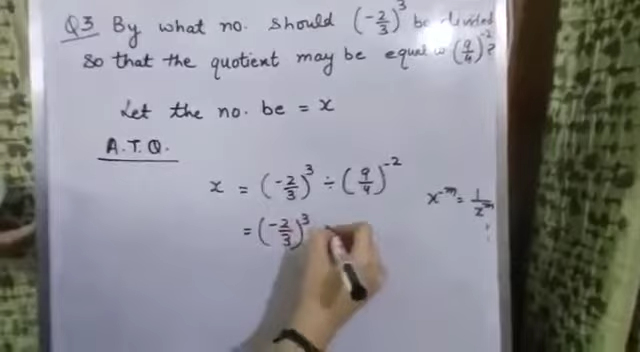 Q3 By what no. should (-2/3)^3 be divided
so that the quotient may be equal to (9/4)^-2?
Let the no. be = x
A.T.Q.
x = (-2/3)^3 ÷ (9/4)^-2
x^-m = 1/x^m
= (-2/3)^3